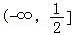 (-∞, 1/2]